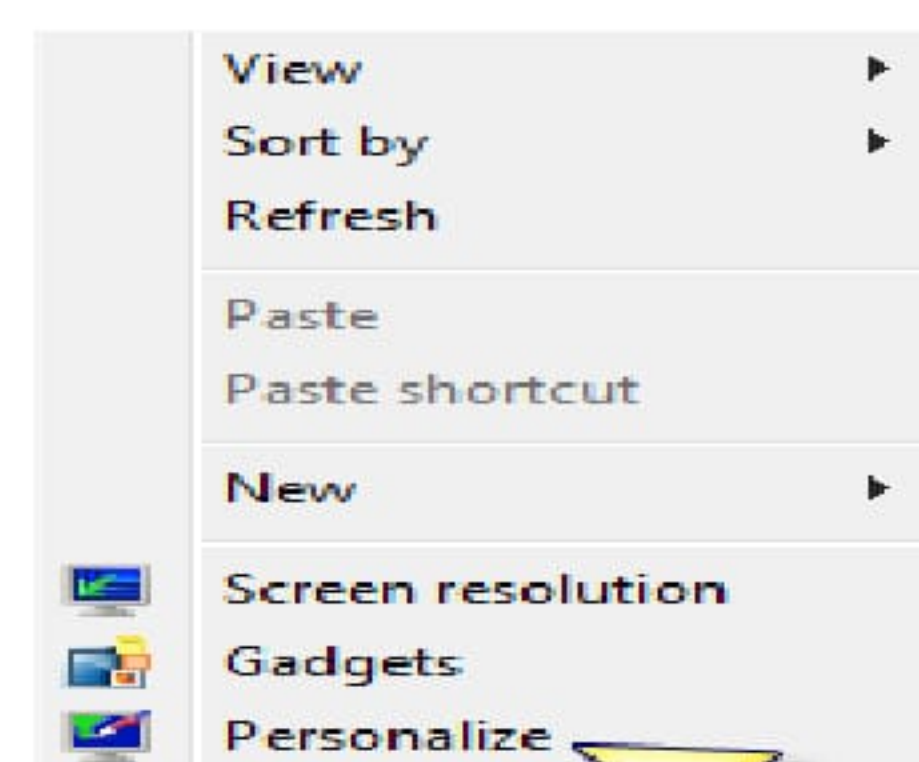 View
Sort by
Refresh
Paste
Paste shortcut
New
Screen resolution
Gadgets
Personalize